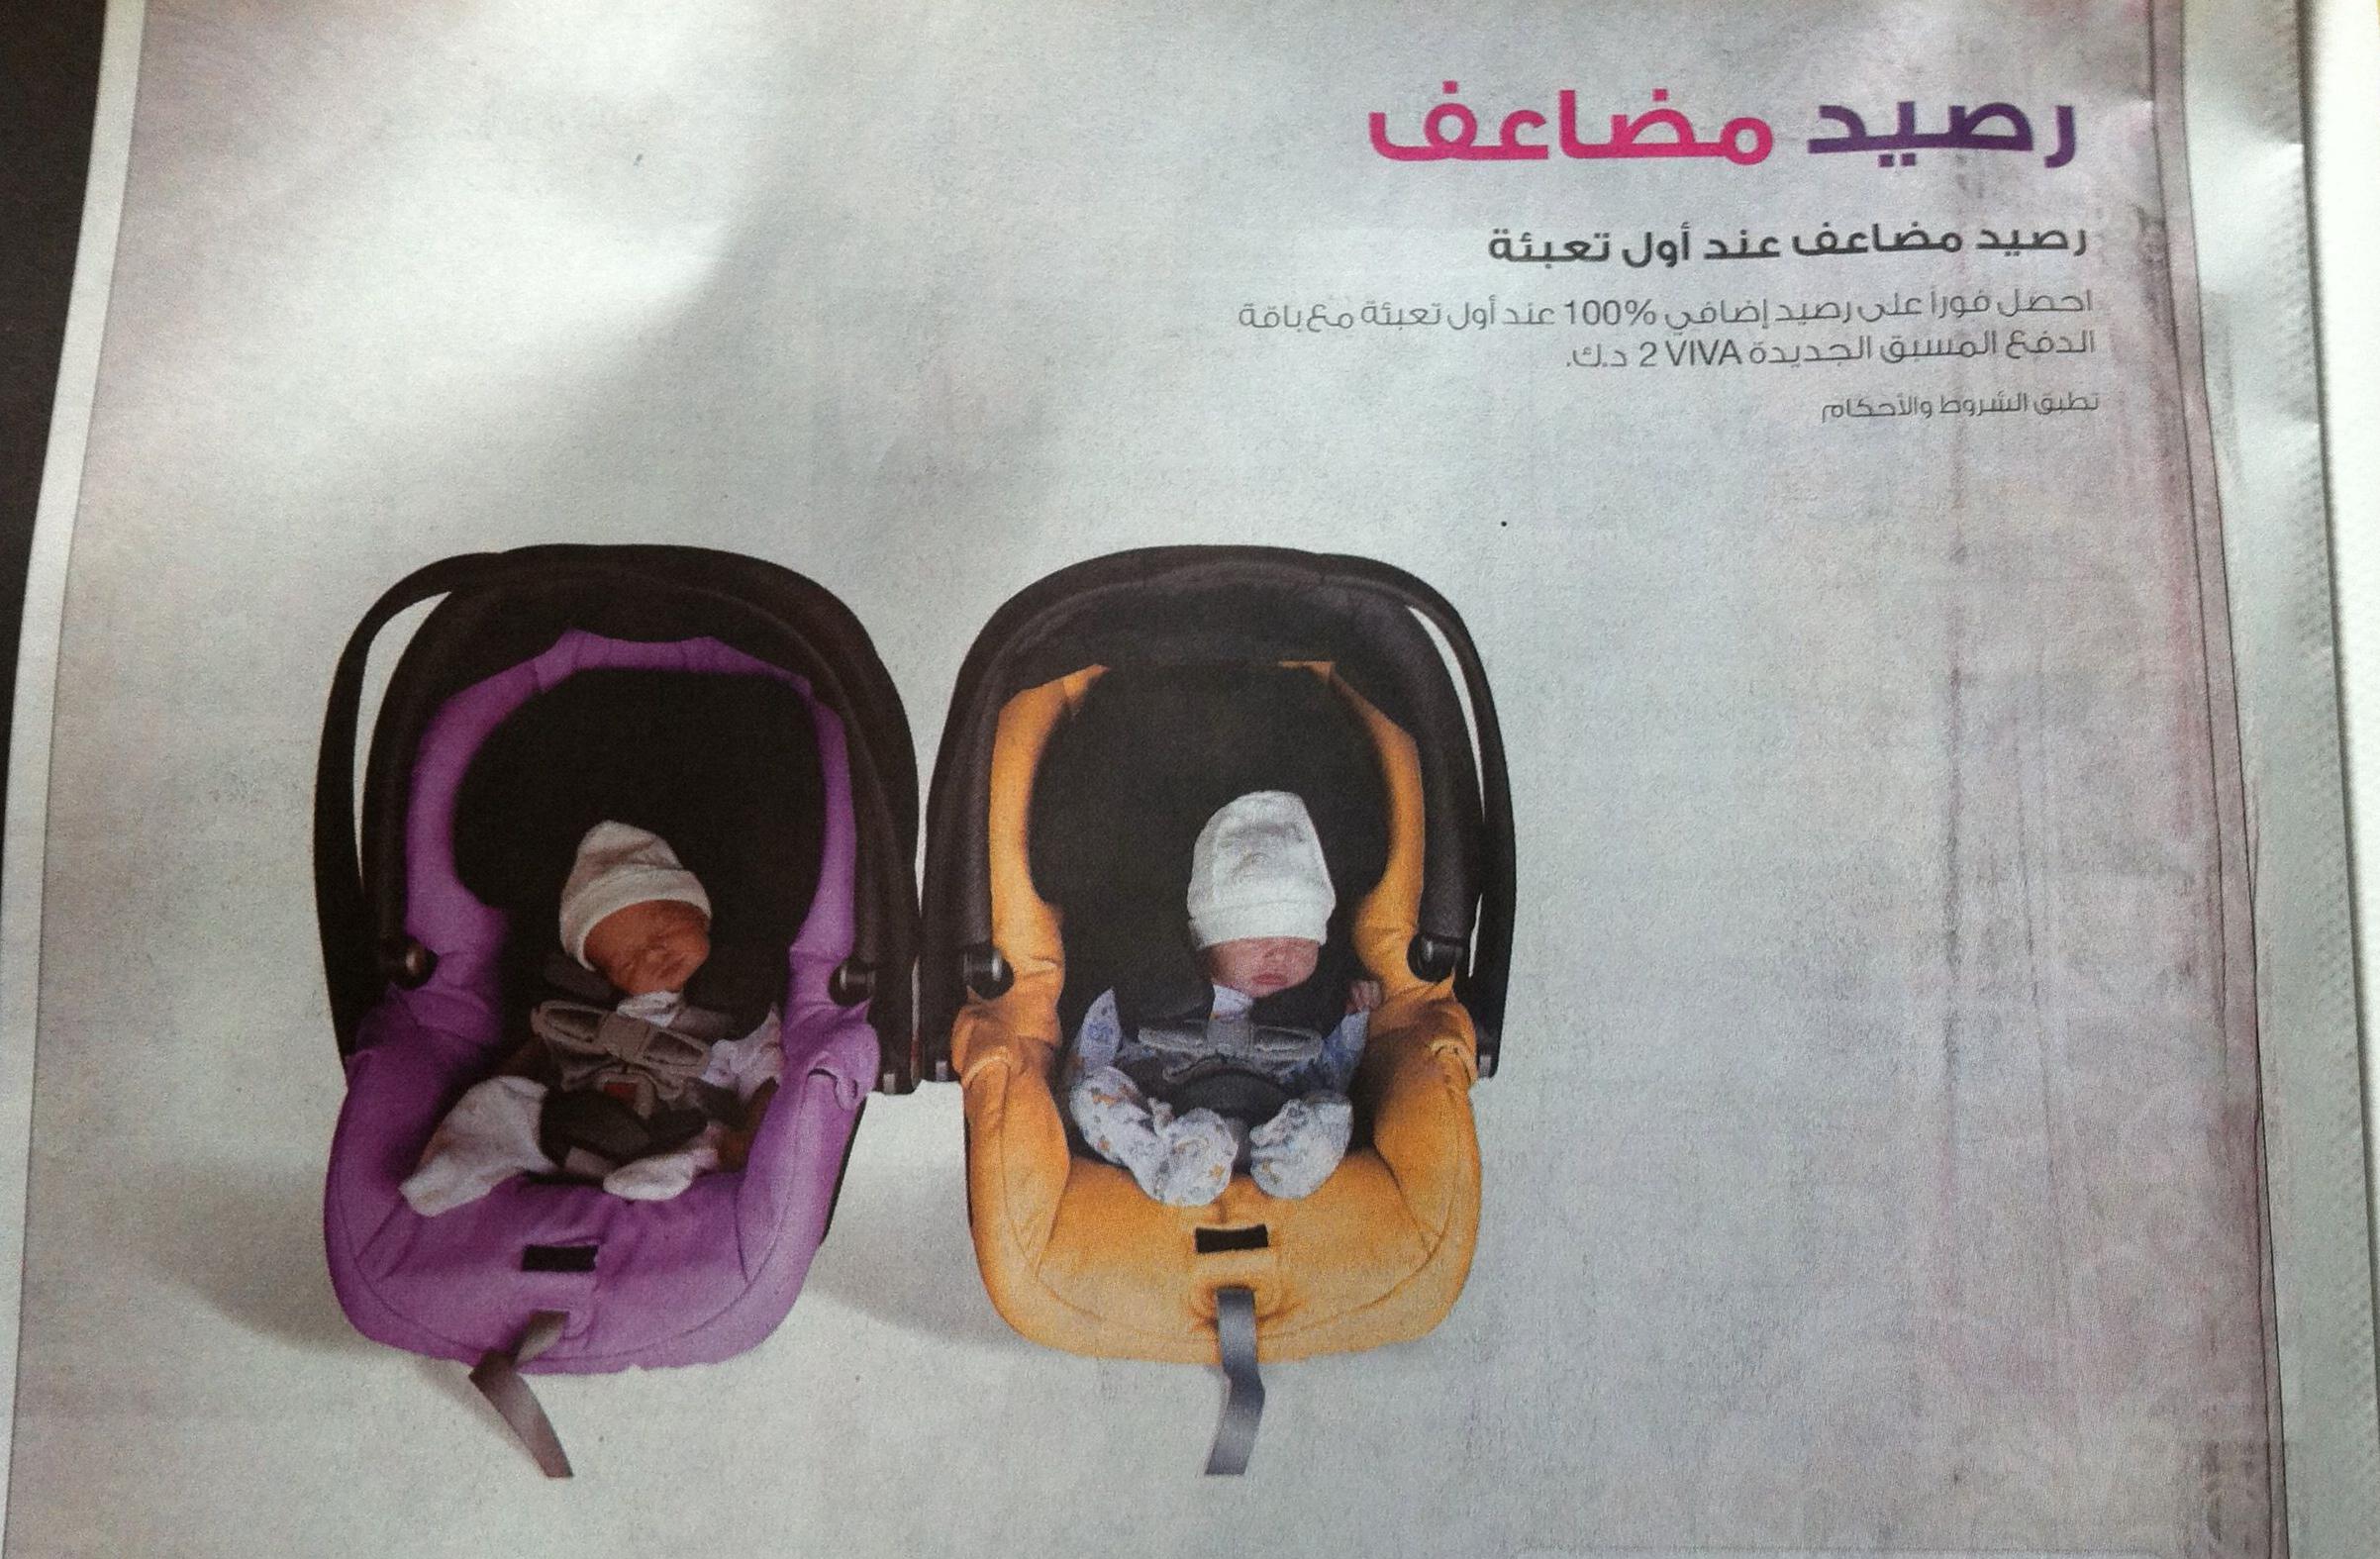 رصيد مضاعف
رصيد مضاعف عند أول تعبئة
احصل فوراً على رصيد إضافي 100% عند أول تعبئة مع باقة
الدفع المسبق الجديدة VIVA 2 د.ك.
تطبق الشروط والأحكام